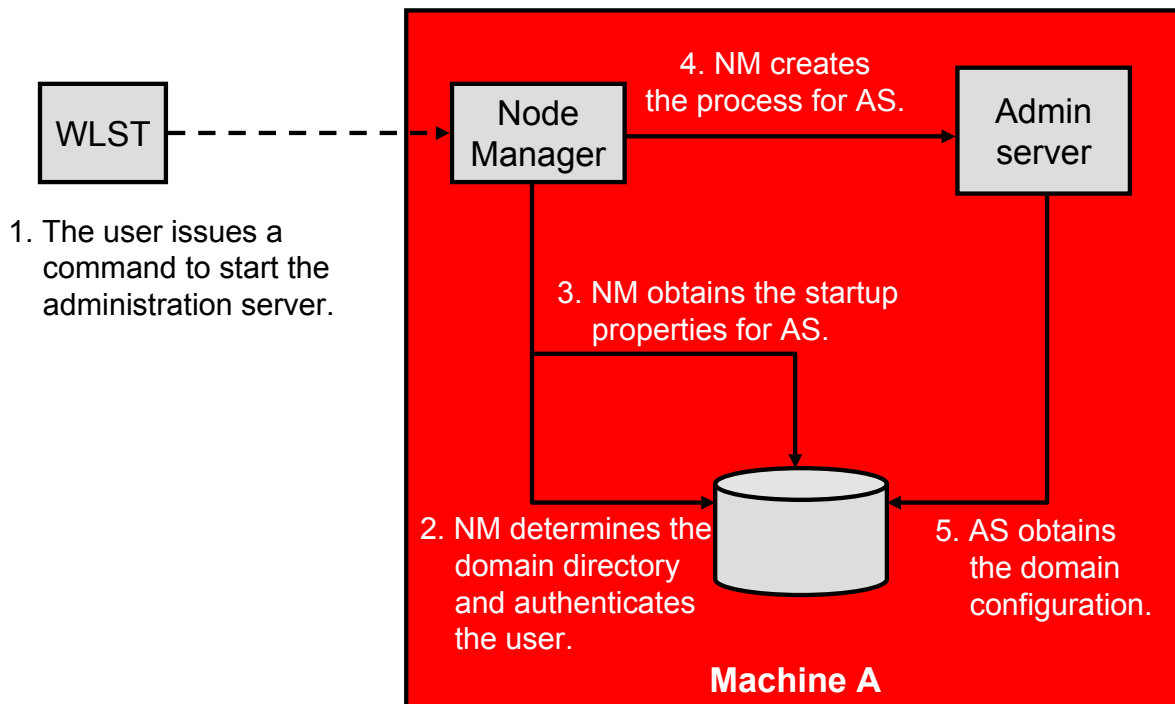 WLST
1. The user issues a
command to start the
administration server.
Node
Manager
4. NM creates
the process for AS.
Admin
server
3. NM obtains the startup
properties for AS.
2. NM determines the
domain directory
and authenticates
the user.
5. AS obtains
the domain
configuration.
Machine A